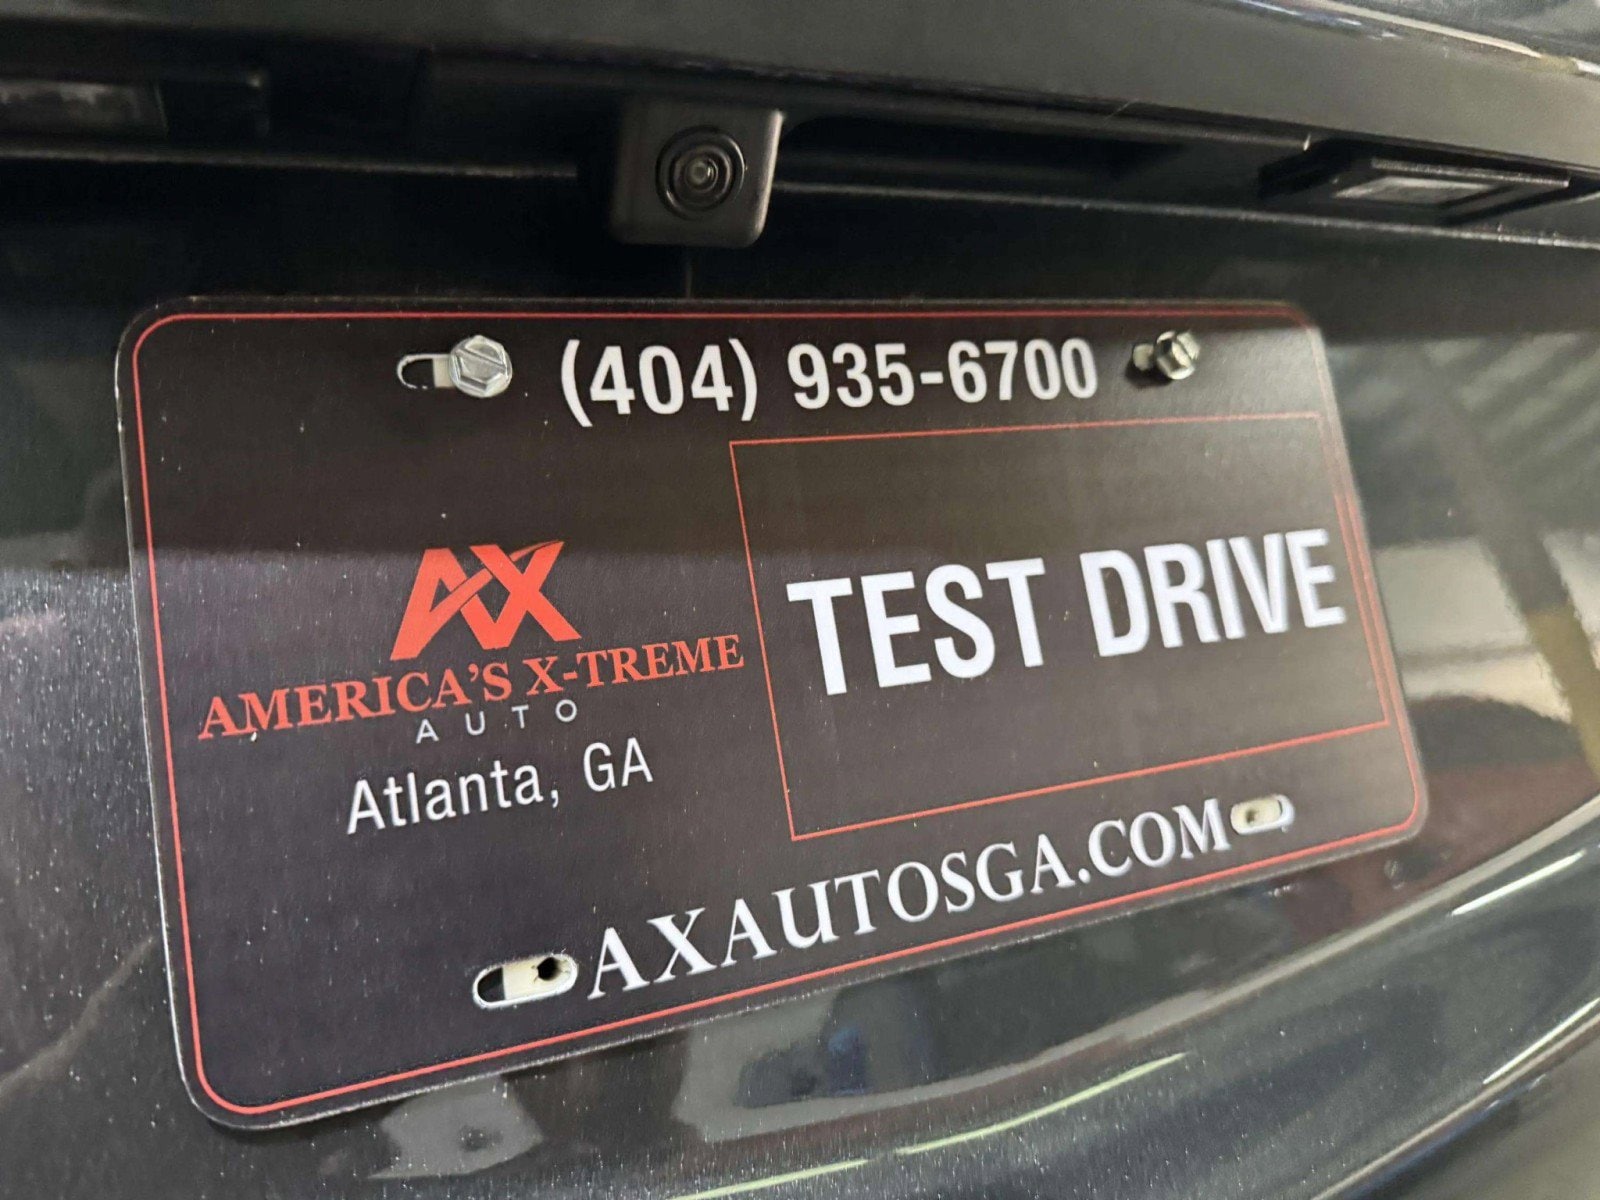 (404) 935-6700
AX
AMERICA'S X-TREME
AUTO
Atlanta, GA
TEST DRIVE
AXAUTOSGA.COM